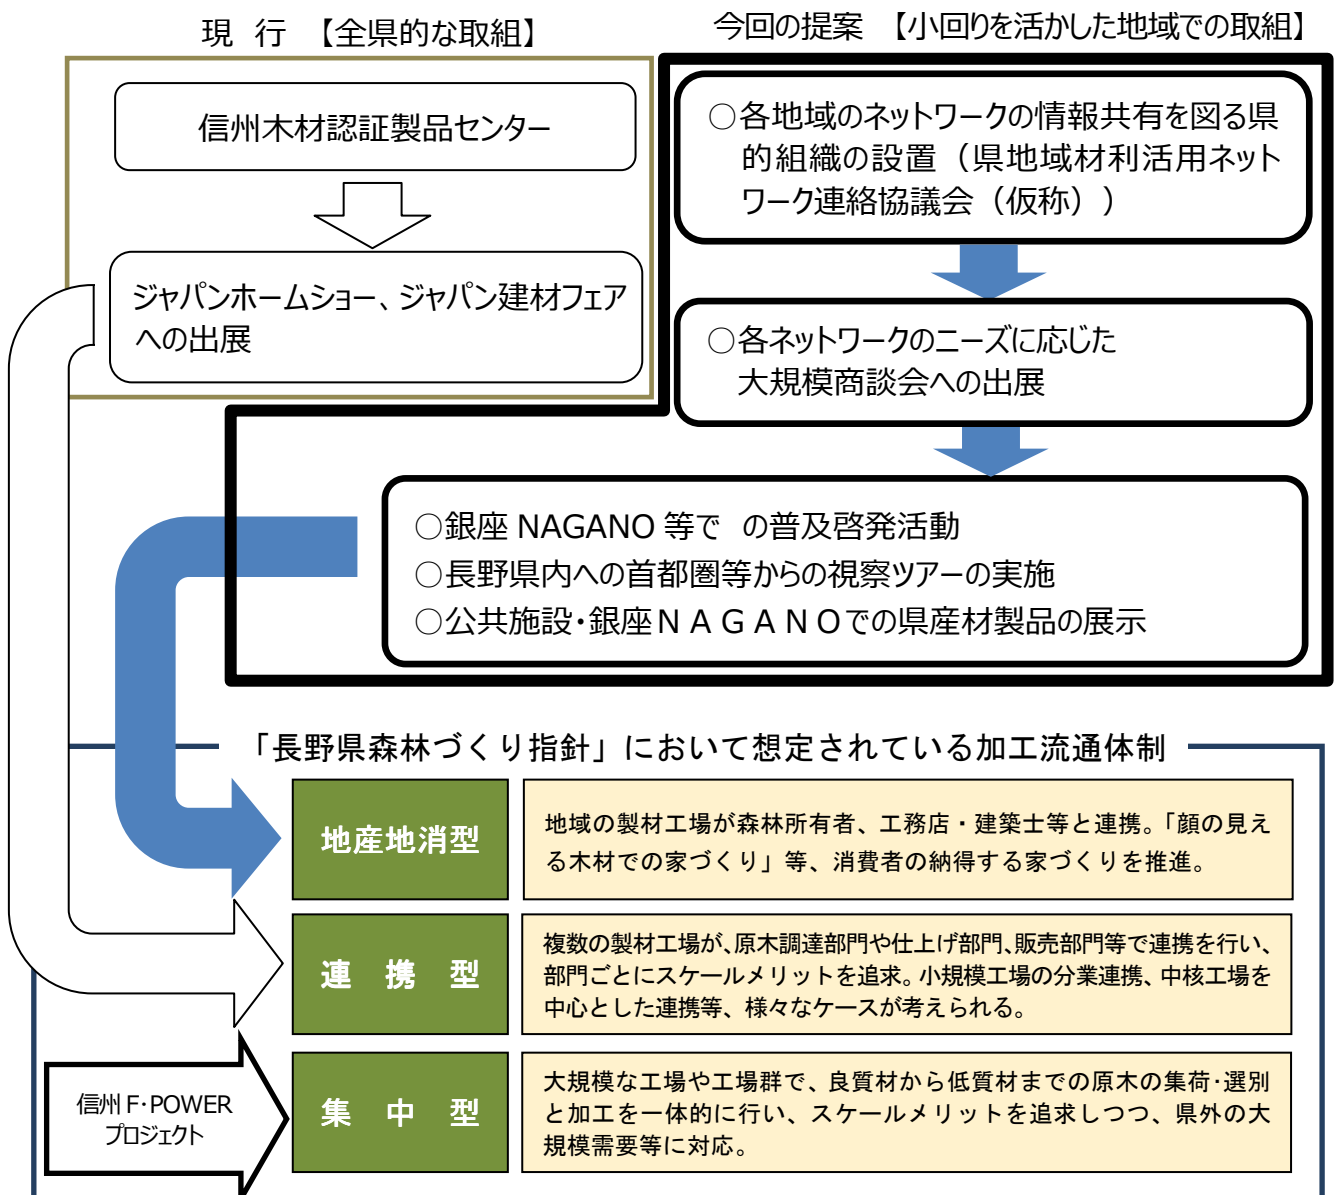 現　行　【全県的な取組】
信州木材認証製品センター
ジャパンホームショー、ジャパン建材フェア
への出展
今回の提案　【小回りを活かした地域での取組】
○各地域のネットワークの情報共有を図る県
的組織の設置（県地域材利活用ネット
ワーク連絡協議会（仮称））
○各ネットワークのニーズに応じた
大規模商談会への出展
○銀座 NAGANO 等で の普及啓発活動
○長野県内への首都圏等からの視察ツアーの実施
○公共施設・銀座ＮＡＧＡＮＯでの県産材製品の展示
「長野県森林づくり指針」において想定されている加工流通体制
地産地消型
地域の製材工場が森林所有者、工務店・建築士等と連携。「顔の見え
る木材での家づくり」等、消費者の納得する家づくりを推進。
連　携　型
複数の製材工場が、原木調達部門や仕上げ部門、販売部門等で連携を行い、
部門ごとにスケールメリットを追求。小規模工場の分業連携、中核工場を
中心とした連携等、様々なケースが考えられる。
信州 F・POWER
プロジェクト
集　中　型
大規模な工場や工場群で、良質材から低質材までの原木の集荷・選別
と加工を一体的に行い、スケールメリットを追求しつつ、県外の大
規模需要等に対応。